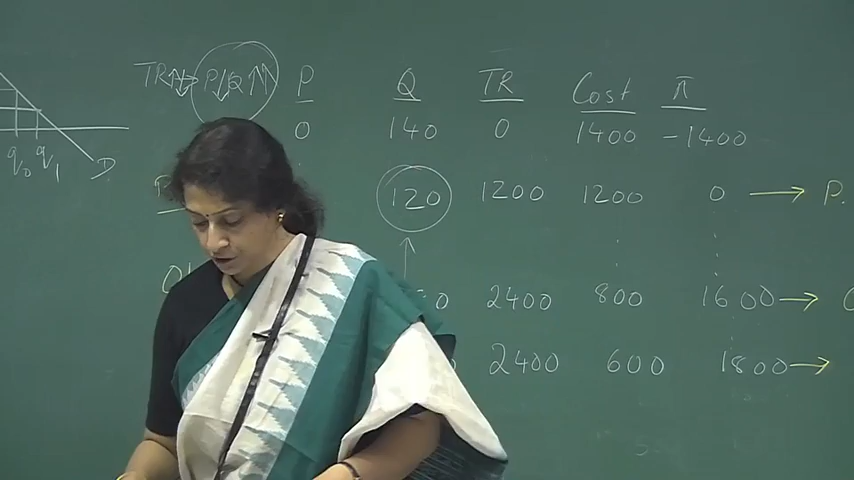 TR↑↓→ P↓Q↑↑ P Q TR Cost π
0 140 0 1400 -1400
q₀ q₁ D
P 120 1200 1200 0 → P.
0 2400 800 1600 →
2400 600 1800 →